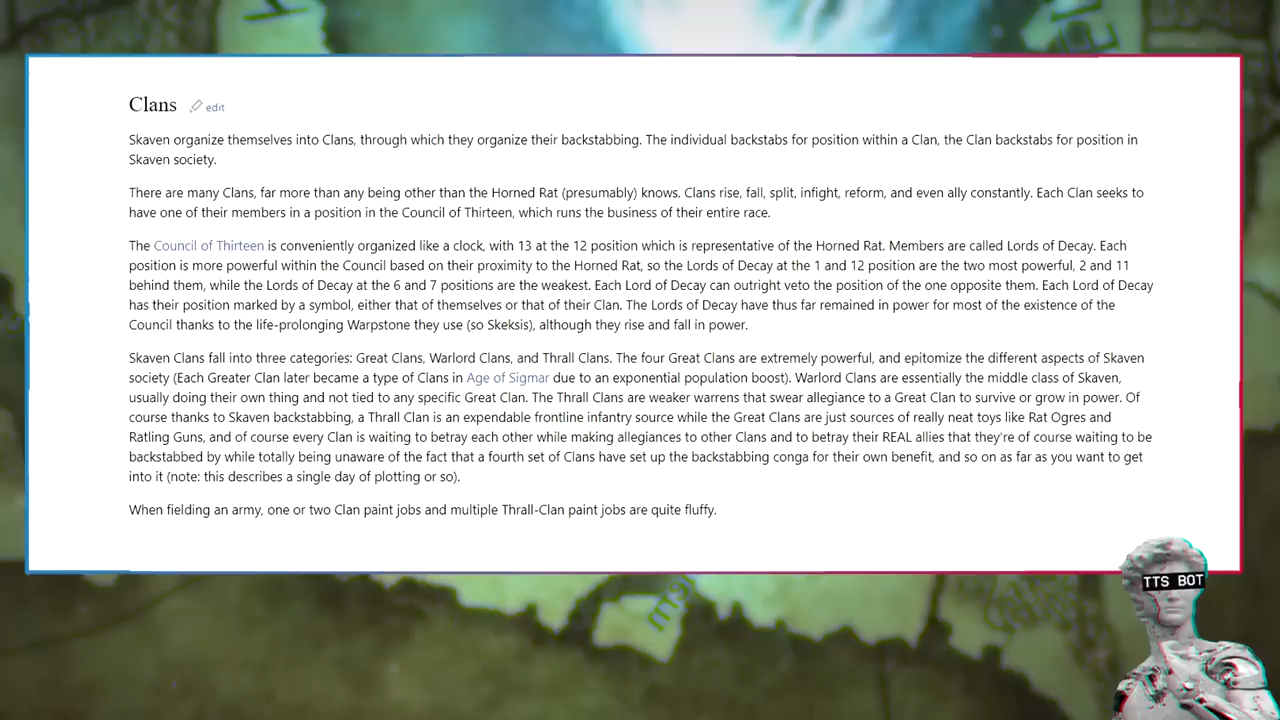 Clans edit
Skaven organize themselves into Clans, through which they organize their backstabbing. The individual backstabs for position within a Clan, the Clan backstabs for position in
Skaven society.
There are many Clans, far more than any being other than the Horned Rat (presumably) knows. Clans rise, fall, split, infight, reform, and even ally constantly. Each Clan seeks to
have one of their members in a position in the Council of Thirteen, which runs the business of their entire race.
The Council of Thirteen is conveniently organized like a clock, with 13 at the 12 position which is representative of the Horned Rat. Members are called Lords of Decay. Each
position is more powerful within the Council based on their proximity to the Horned Rat, so the Lords of Decay at the 1 and 12 position are the two most powerful, 2 and 11
behind them, while the Lords of Decay at the 6 and 7 positions are the weakest. Each Lord of Decay can outright veto the position of the one opposite them. Each Lord of Decay
has their position marked by a symbol, either that of themselves or that of their Clan. The Lords of Decay have thus far remained in power for most of the existence of the
Council thanks to the life-prolonging Warpstone they use (so Skeksis), although they rise and fall in power.
Skaven Clans fall into three categories: Great Clans, Warlord Clans, and Thrall Clans. The four Great Clans are extremely powerful, and epitomize the different aspects of Skaven
society (Each Greater Clan later became a type of Clans in Age of Sigmar due to an exponential population boost). Warlord Clans are essentially the middle class of Skaven,
usually doing their own thing and not tied to any specific Great Clan. The Thrall Clans are weaker warrens that swear allegiance to a Great Clan to survive or grow in power. Of
course thanks to Skaven backstabbing, a Thrall Clan is an expendable frontline infantry source while the Great Clans are just sources of really neat toys like Rat Ogres and
Ratling Guns, and of course every Clan is waiting to betray each other while making allegiances to other Clans and to betray their REAL allies that they're of course waiting to be
backstabbed by while totally being unaware of the fact that a fourth set of Clans have set up the backstabbing conga for their own benefit, and so on as far as you want to get
into it (note: this describes a single day of plotting or so).
When fielding an army, one or two Clan paint jobs and multiple Thrall-Clan paint jobs are quite fluffy.
TTS BOT